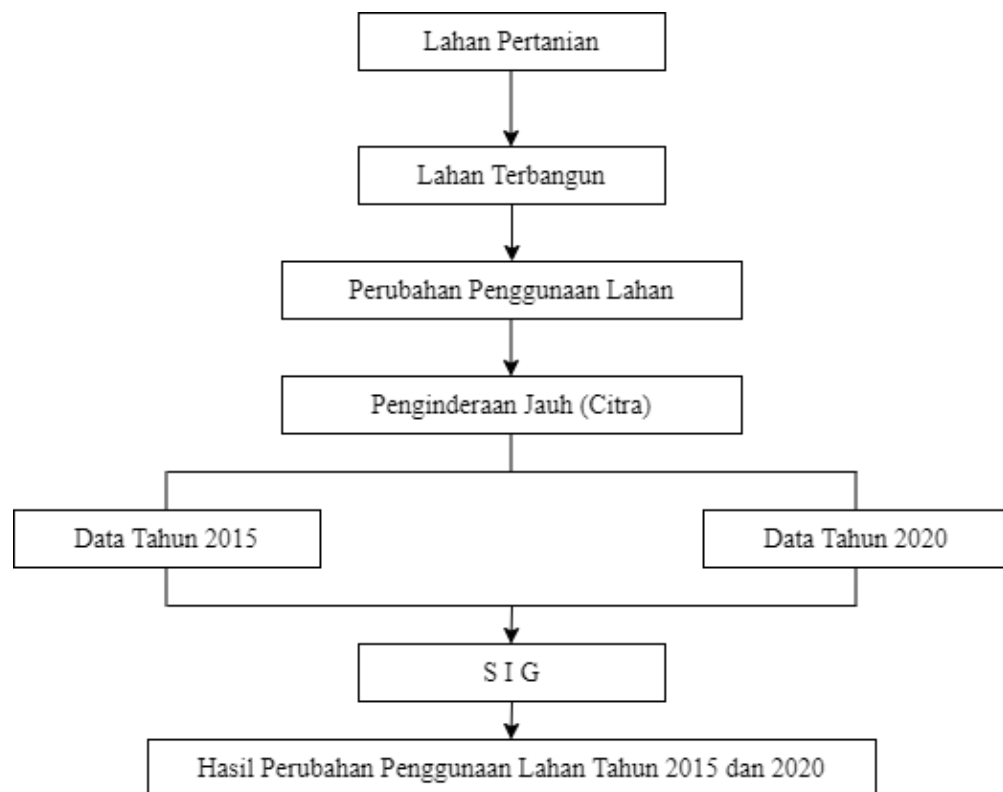 Lahan Pertanian
Lahan Terbangun
Perubahan Penggunaan Lahan
Penginderaan Jauh (Citra)
Data Tahun 2015
Data Tahun 2020
S I G
Hasil Perubahan Penggunaan Lahan Tahun 2015 dan 2020